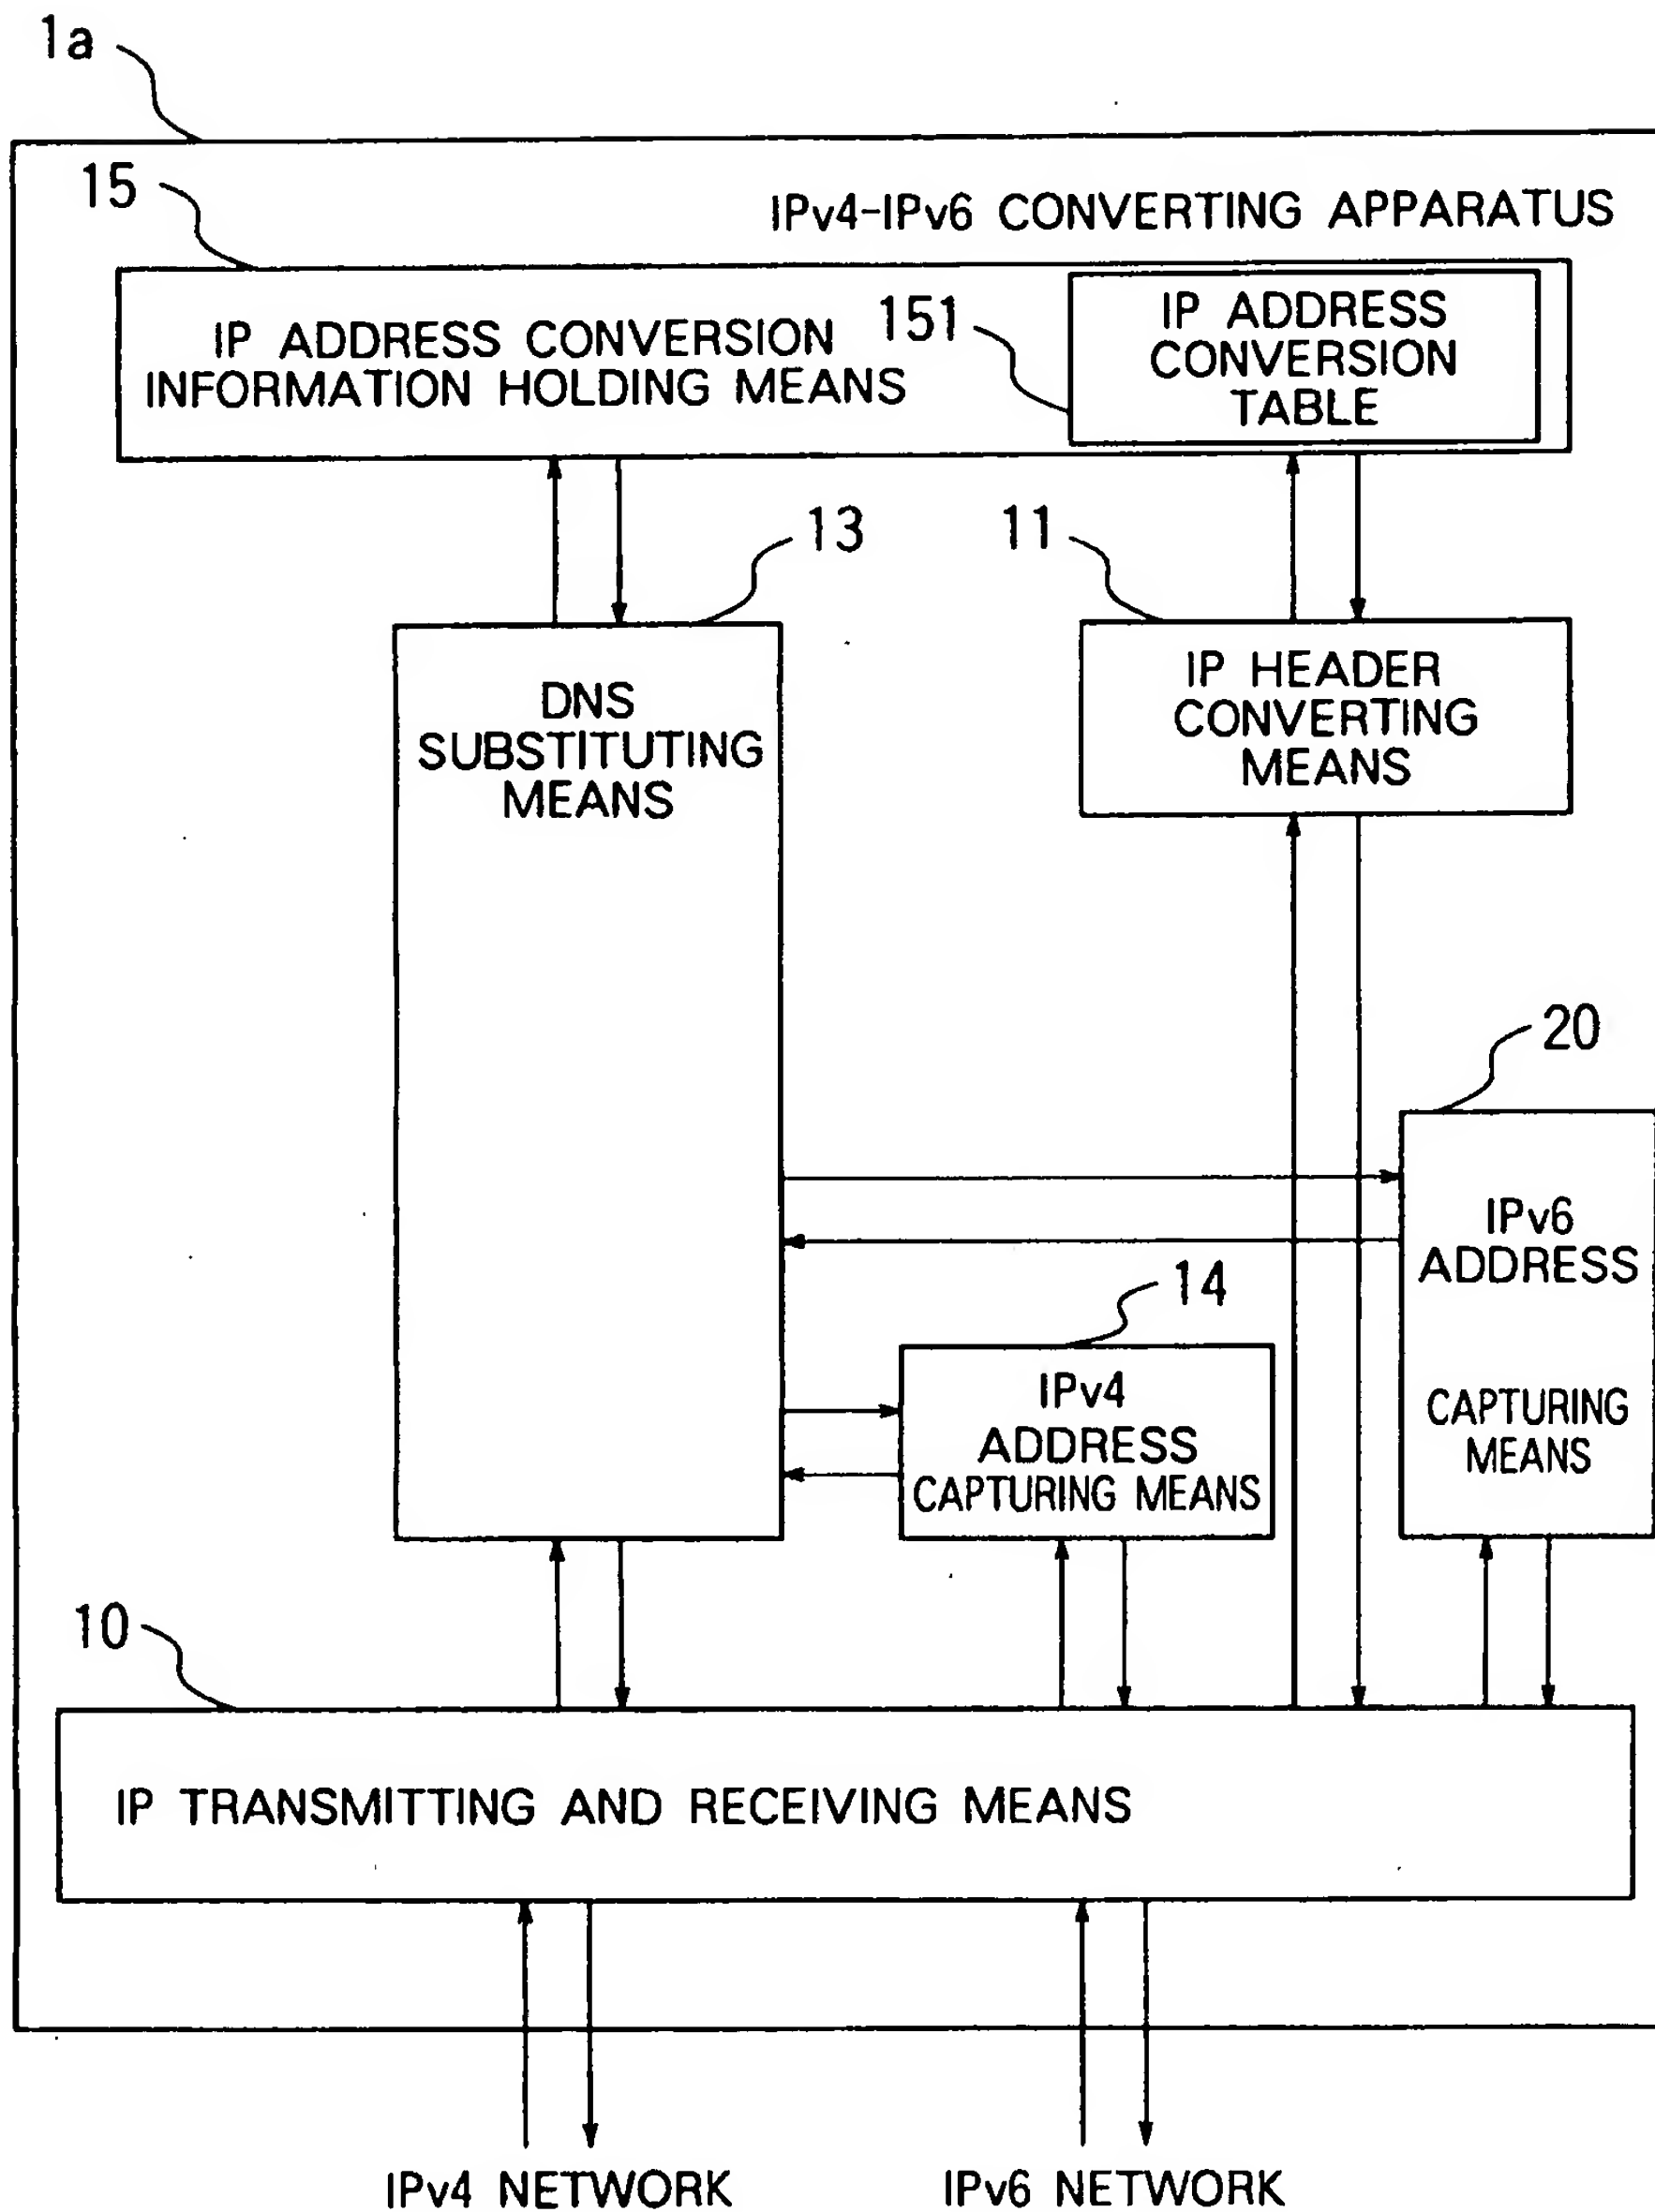 1a
15
IPv4-IPv6 CONVERTING APPARATUS
IP ADDRESS CONVERSION
INFORMATION HOLDING MEANS
151
IP ADDRESS
CONVERSION
TABLE
13
11
DNS
SUBSTITUTING
MEANS
IP HEADER
CONVERTING
MEANS
20
IPv6
ADDRESS
CAPTURING
MEANS
14
IPv4
ADDRESS
CAPTURING MEANS
10
IP TRANSMITTING AND RECEIVING MEANS
IPv4 NETWORK
IPv6 NETWORK